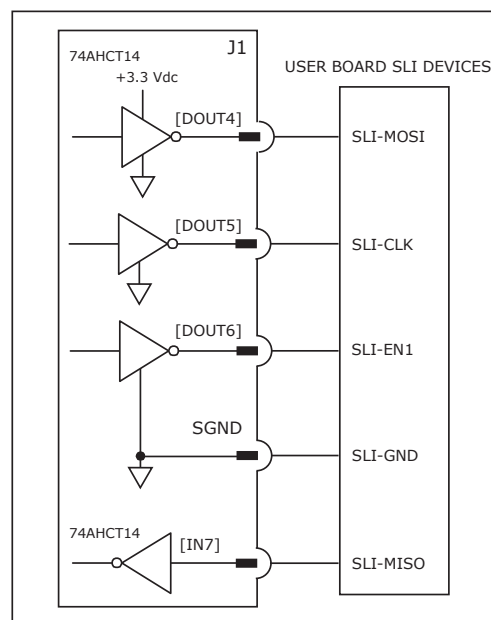 J1
74AHCT14
+3.3 Vdc
USER BOARD SLI DEVICES
[DOUT4]
SLI-MOSI
[DOUT5]
SLI-CLK
[DOUT6]
SLI-EN1
SGND
SLI-GND
74AHCT14
[IN7]
SLI-MISO